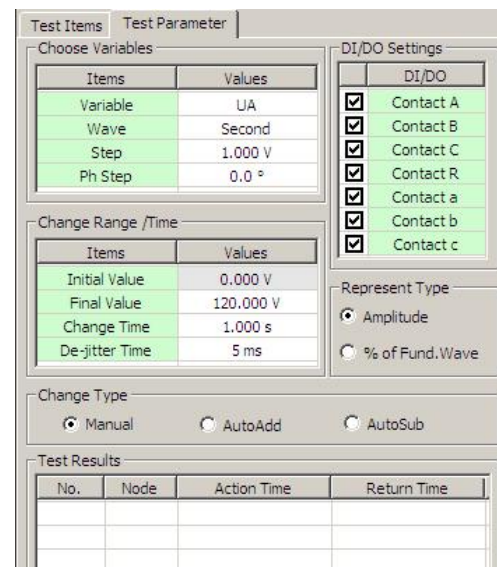 Test Items Test Parameter
Choose Variables
Items Values
Variable UA
Wave Second
Step 1.000 V
Ph Step 0.0 °
DI/DO Settings
DI/DO
Contact A
Contact B
Contact C
Contact R
Contact a
Contact b
Contact c
Change Range /Time
Items Values
Initial Value 0.000 V
Final Value 120.000 V
Change Time 1.000 s
De-jitter Time 5 ms
Represent Type
Amplitude
% of Fund.Wave
Change Type
Manual AutoAdd AutoSub
Test Results
No. Node Action Time Return Time